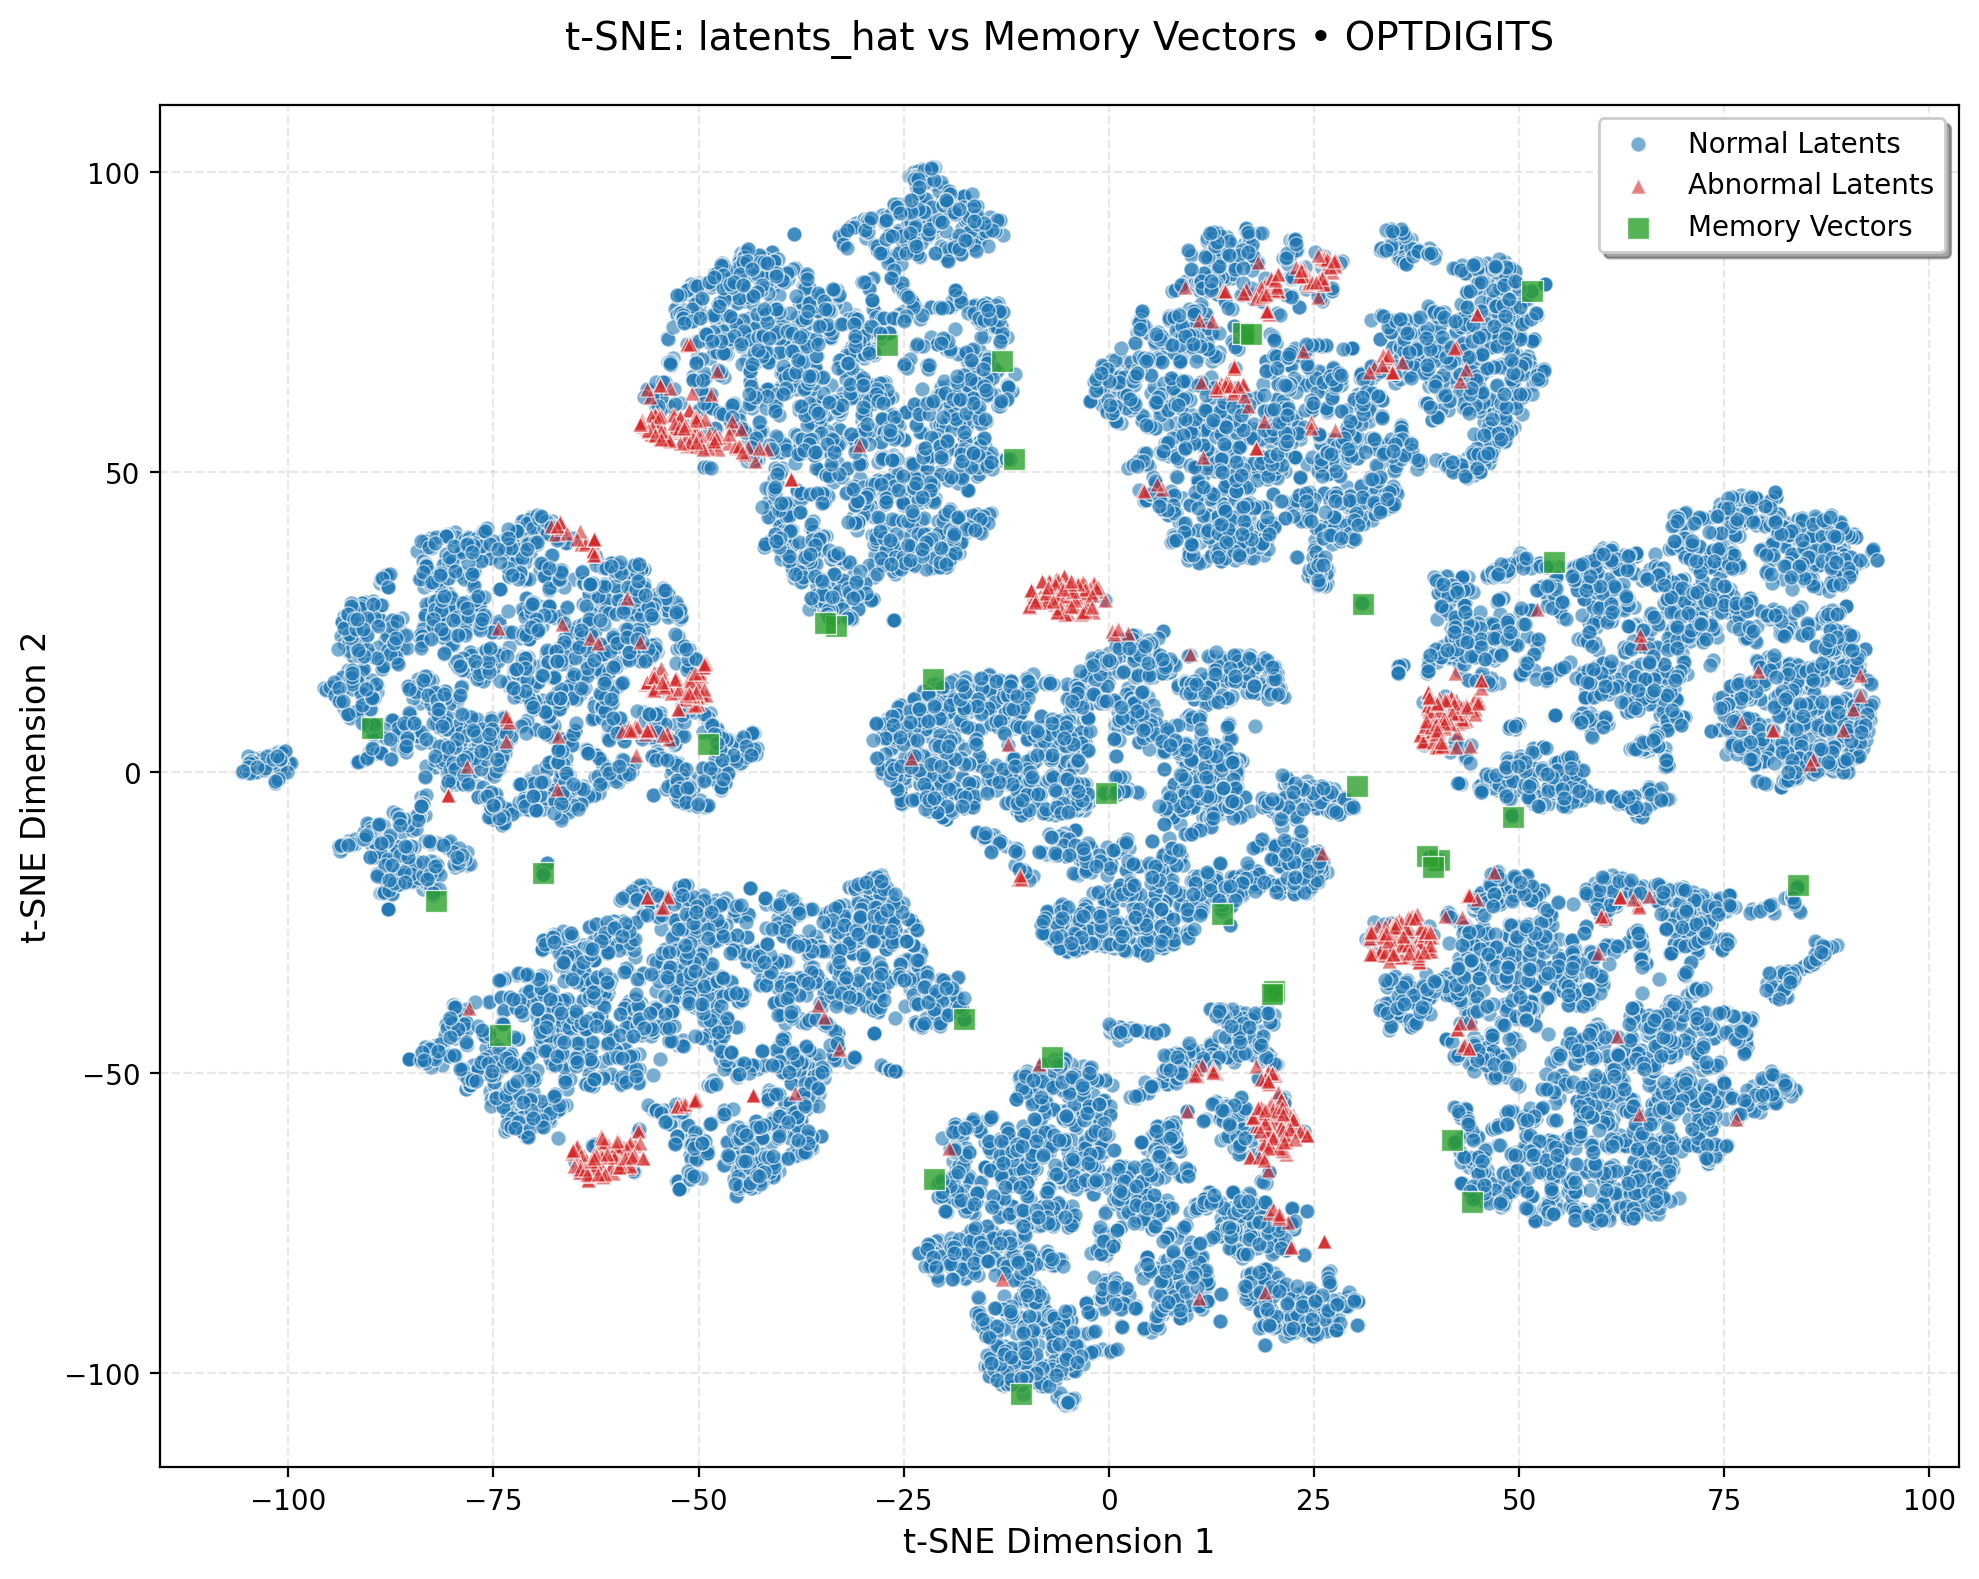 t-SNE: latents_hat vs Memory Vectors • OPTDIGITS
Normal Latents
Abnormal Latents
Memory Vectors
t-SNE Dimension 2
100
50
0
−50
−100
−100
−75
−50
−25
0
25
50
75
100
t-SNE Dimension 1